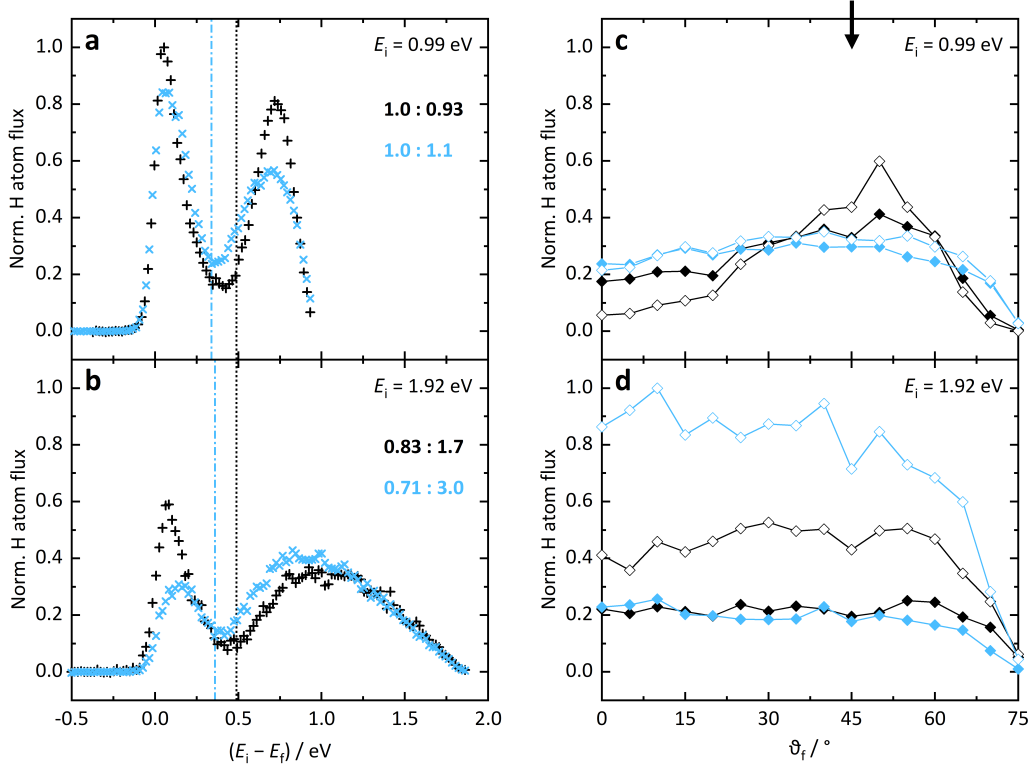 a
Eᵢ = 0.99 eV
1.0 : 0.93
1.0 : 1.1
Norm. H atom flux
1.0
0.8
0.6
0.4
0.2
0.0
b
Eᵢ = 1.92 eV
0.83 : 1.7
0.71 : 3.0
Norm. H atom flux
1.0
0.8
0.6
0.4
0.2
0.0
-0.5 0.0 0.5 1.0 1.5 2.0
(Eᵢ − E_f) / eV
c
Eᵢ = 0.99 eV
Norm. H atom flux
1.0
0.8
0.6
0.4
0.2
0.0
d
Eᵢ = 1.92 eV
Norm. H atom flux
1.0
0.8
0.6
0.4
0.2
0.0
0 15 30 45 60 75
ϑ_f / °